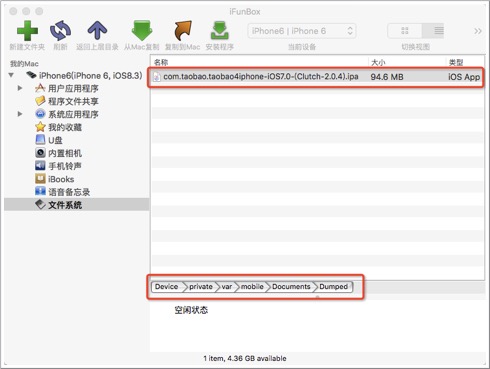 iFunBox
新建文件夹 刷新 返回上层目录 从Mac复制 复制到Mac 安装程序 iPhone6 | iPhone 6 当前设备 切换视图
我的Mac
iPhone6(iPhone 6, iOS8.3)
用户应用程序
程序文件共享
系统应用程序
我的收藏
U盘
内置相机
手机铃声
iBooks
语音备忘录
文件系统
名称 大小 类型
com.taobao.taobao4iphone-iOS7.0-(Clutch-2.0.4).ipa 94.6 MB iOS App
Device private var mobile Documents Dumped
空闲状态
1 item, 4.36 GB available